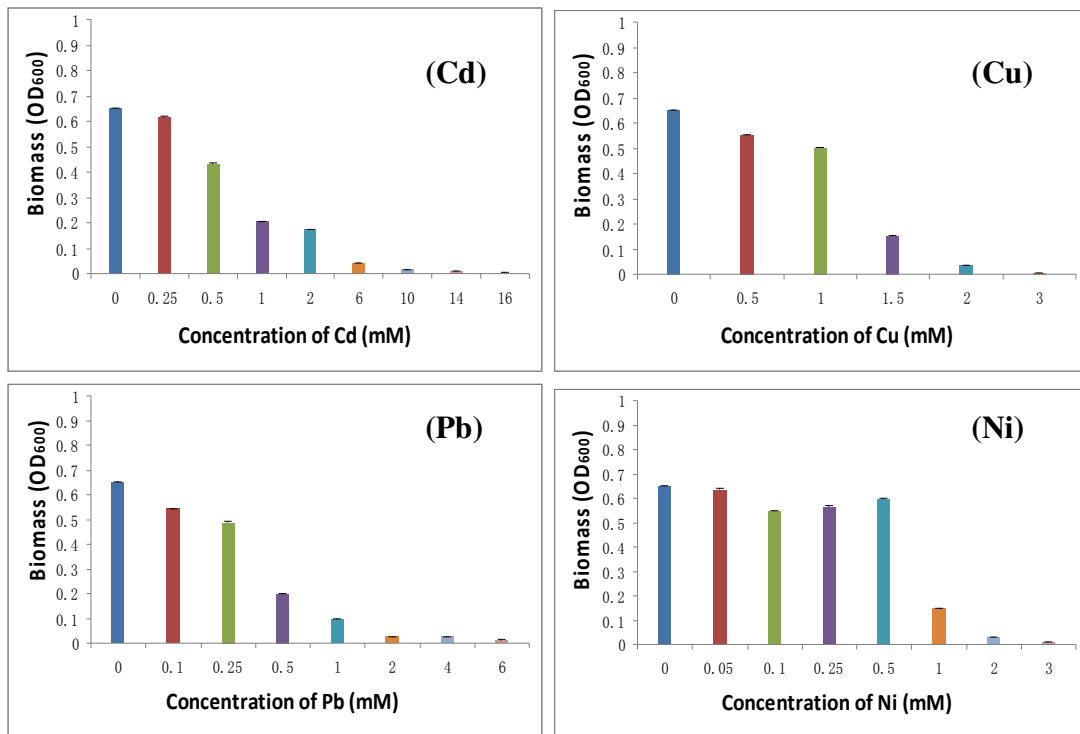 (Cd)
Biomass (OD600)
1
0.9
0.8
0.7
0.6
0.5
0.4
0.3
0.2
0.1
0
0 0.25 0.5 1 2 6 10 14 16
Concentration of Cd (mM)
(Cu)
Biomass (OD600)
1
0.9
0.8
0.7
0.6
0.5
0.4
0.3
0.2
0.1
0
0 0.5 1 1.5 2 3
Concentration of Cu (mM)
(Pb)
Biomass (OD600)
1
0.9
0.8
0.7
0.6
0.5
0.4
0.3
0.2
0.1
0
0 0.1 0.25 0.5 1 2 4 6
Concentration of Pb (mM)
(Ni)
Biomass (OD600)
1
0.9
0.8
0.7
0.6
0.5
0.4
0.3
0.2
0.1
0
0 0.05 0.1 0.25 0.5 1 2 3
Concentration of Ni (mM)